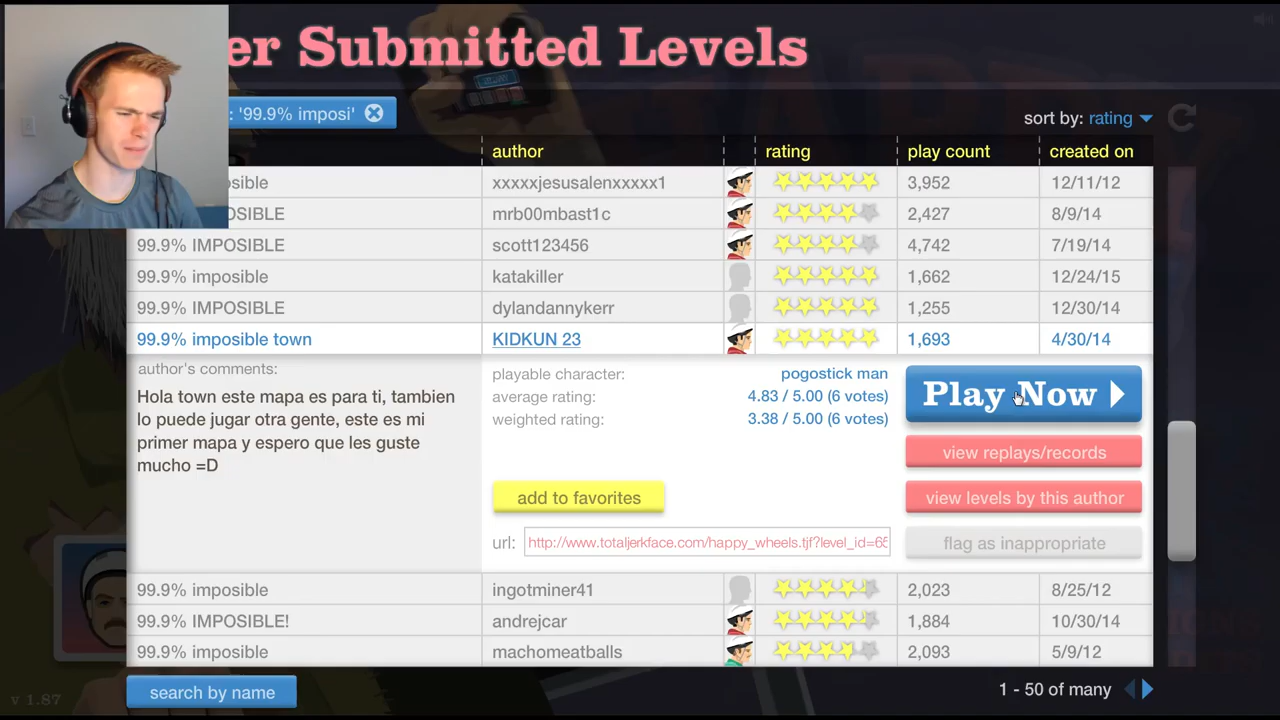 er Submitted Levels
: '99.9% imposi'
sort by: rating
author rating play count created on
sible xxxxxjesusalenxxxxx1 3,952 12/11/12
OSIBLE mrb00mbast1c 2,427 8/9/14
99.9% IMPOSIBLE scott123456 4,742 7/19/14
99.9% imposible katakiller 1,662 12/24/15
99.9% IMPOSIBLE dylandannykerr 1,255 12/30/14
99.9% imposible town KIDKUN 23 1,693 4/30/14
author's comments:
Hola town este mapa es para ti, tambien
lo puede jugar otra gente, este es mi
primer mapa y espero que les guste
mucho =D
playable character: pogostick man
average rating: 4.83 / 5.00 (6 votes)
weighted rating: 3.38 / 5.00 (6 votes)
Play Now
view replays/records
add to favorites
view levels by this author
url: http://www.totaljerkface.com/happy_wheels.tjf?level_id=65
flag as inappropriate
99.9% imposible ingotminer41 2,023 8/25/12
99.9% IMPOSIBLE! andrejcar 1,884 10/30/14
99.9% imposible machomeatballs 2,093 5/9/12
v 1.87
search by name
1 - 50 of many